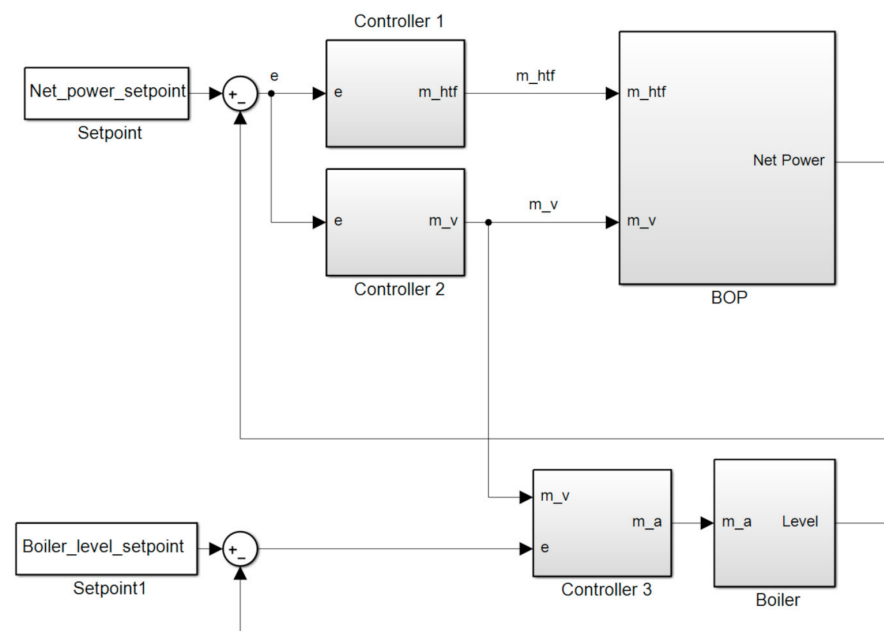 Controller 1
Net_power_setpoint
+
-
Setpoint
e
e
m_htf
m_htf
m_htf
Net Power
m_v
BOP
e
m_v
m_v
Controller 2
Boiler_level_setpoint
+
-
Setpoint1
m_v
e
m_a
Controller 3
m_a
Level
Boiler